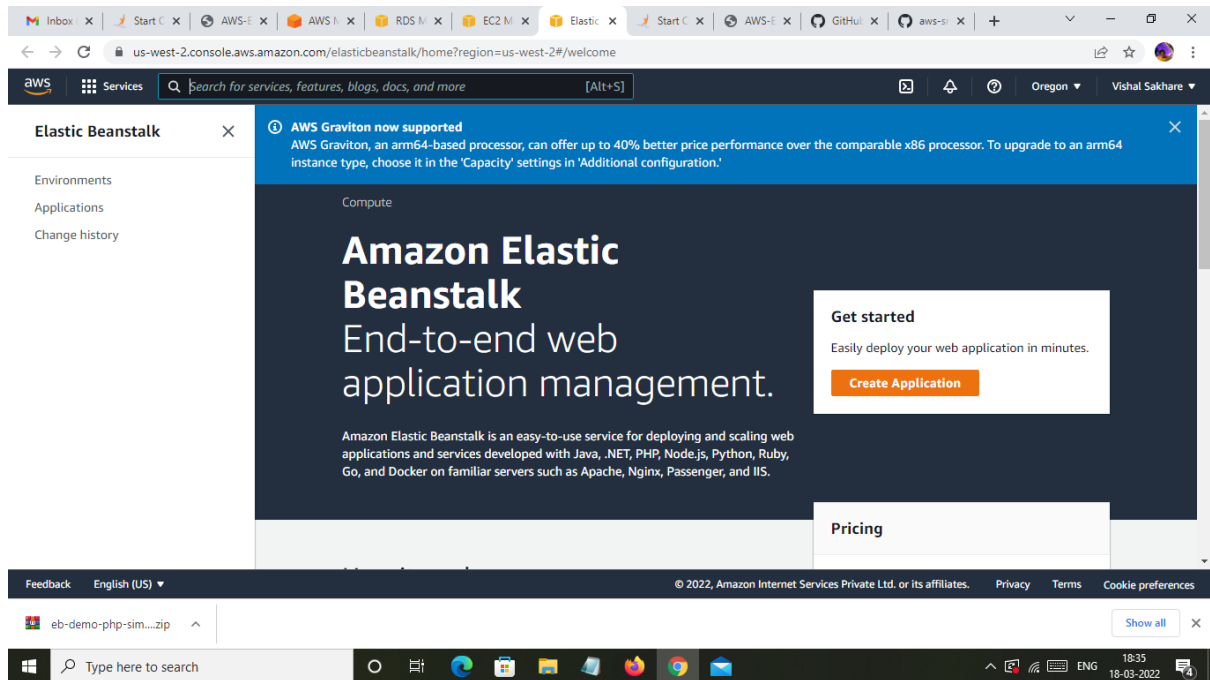 Inbox
Start C
AWS-E
AWS M
RDS M
EC2 M
Elastic
Start C
AWS-E
GitHub
aws-sr
us-west-2.console.aws.amazon.com/elasticbeanstalk/home?region=us-west-2#/welcome
aws
Services
Search for services, features, blogs, docs, and more
[Alt+S]
Oregon ▼
Vishal Sakhare ▼
Elastic Beanstalk
Environments
Applications
Change history
AWS Graviton now supported
AWS Graviton, an arm64-based processor, can offer up to 40% better price performance over the comparable x86 processor. To upgrade to an arm64
instance type, choose it in the 'Capacity' settings in 'Additional configuration.'
Compute
Amazon Elastic
Beanstalk
End-to-end web
application management.
Amazon Elastic Beanstalk is an easy-to-use service for deploying and scaling web
applications and services developed with Java, .NET, PHP, Node.js, Python, Ruby,
Go, and Docker on familiar servers such as Apache, Nginx, Passenger, and IIS.
Get started
Easily deploy your web application in minutes.
Create Application
Pricing
Feedback
English (US) ▼
© 2022, Amazon Internet Services Private Ltd. or its affiliates.
Privacy
Terms
Cookie preferences
eb-demo-php-sim....zip
Show all
Type here to search
ENG
18:35
18-03-2022
4